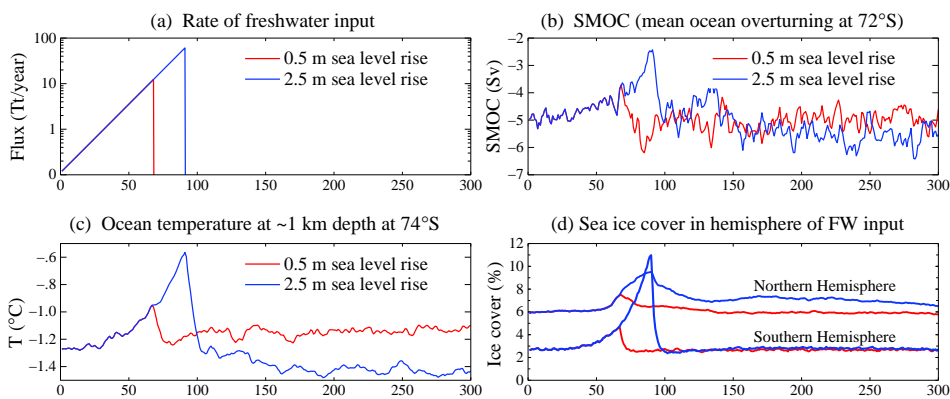 (a) Rate of freshwater input
100
10
1
0
Flux (Tt/year)
0.5 m sea level rise
2.5 m sea level rise
0 50 100 150 200 250 300
(b) SMOC (mean ocean overturning at 72°S)
−2
−3
−4
−5
−6
−7
SMOC (Sv)
0.5 m sea level rise
2.5 m sea level rise
0 50 100 150 200 250 300
(c) Ocean temperature at ~1 km depth at 74°S
−0.6
−0.8
−1.0
−1.2
−1.4
T (°C)
0.5 m sea level rise
2.5 m sea level rise
0 50 100 150 200 250 300
(d) Sea ice cover in hemisphere of FW input
12
10
8
6
4
2
0
Ice cover (%)
Northern Hemisphere
Southern Hemisphere
0 50 100 150 200 250 300